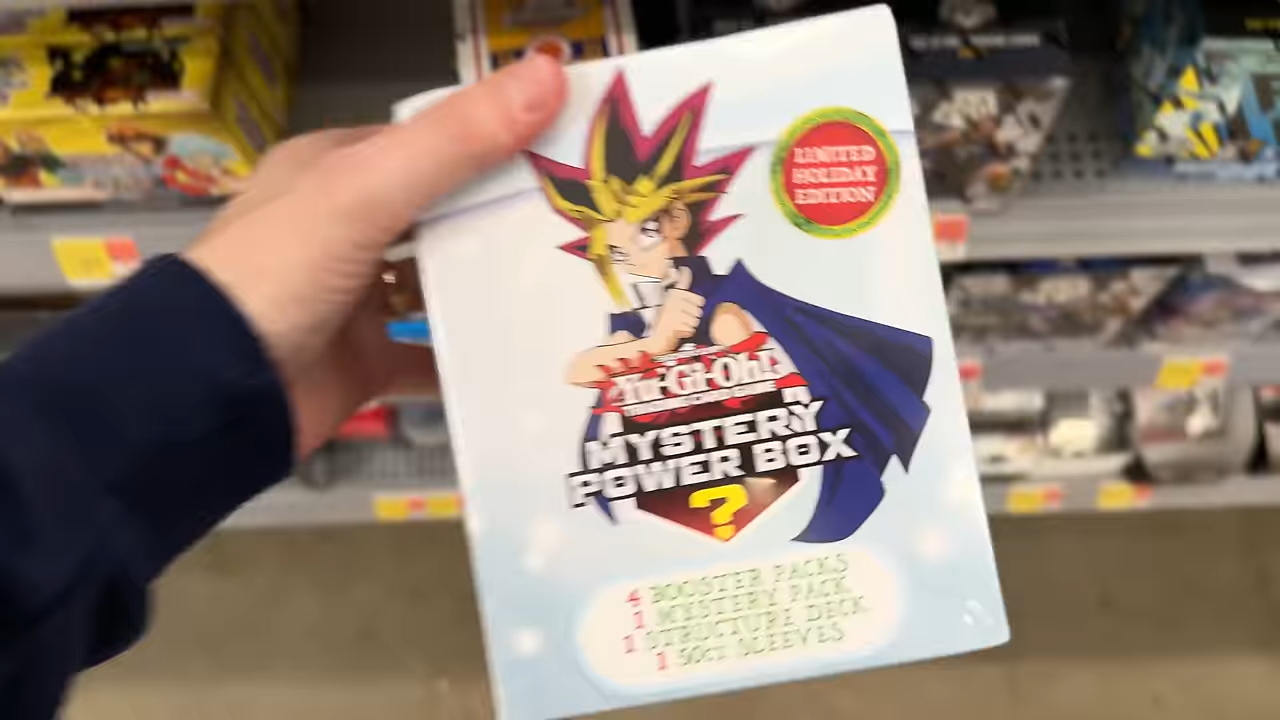 LIMITED
HOLIDAY
EDITION
Yu-Gi-Oh!
MYSTERY
POWER BOX
?
4 BOOSTER PACKS
1 MYSTERY PACK
1 STRUCTURE DECK
1 50CT SLEEVES